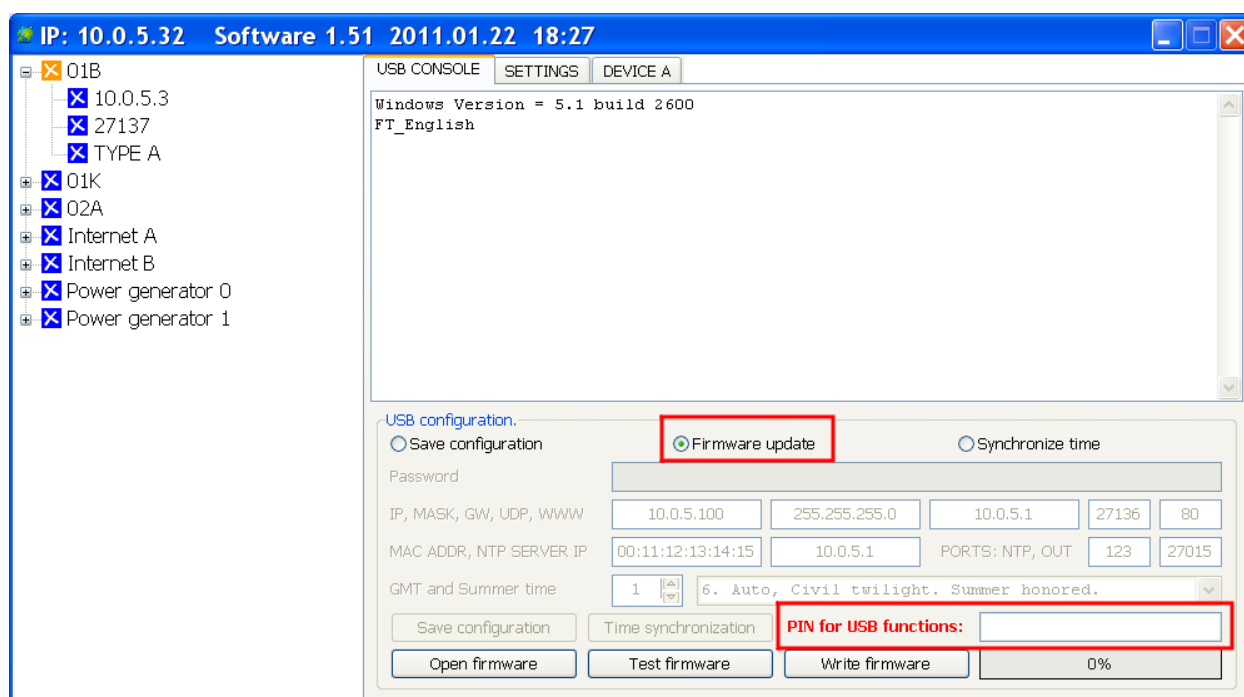 IP: 10.0.5.32 Software 1.51 2011.01.22 18:27
01B
10.0.5.3
27137
TYPE A
01K
02A
Internet A
Internet B
Power generator 0
Power generator 1
USB CONSOLE SETTINGS DEVICE A
Windows Version = 5.1 build 2600
FT_English
USB configuration.
Save configuration Firmware update Synchronize time
Password
IP, MASK, GW, UDP, WWW 10.0.5.100 255.255.255.0 10.0.5.1 27136 80
MAC ADDR, NTP SERVER IP 00:11:12:13:14:15 10.0.5.1 PORTS: NTP, OUT 123 27015
GMT and Summer time 1 6. Auto, Civil twilight. Summer honored.
Save configuration Time synchronization PIN for USB functions:
Open firmware Test firmware Write firmware 0%